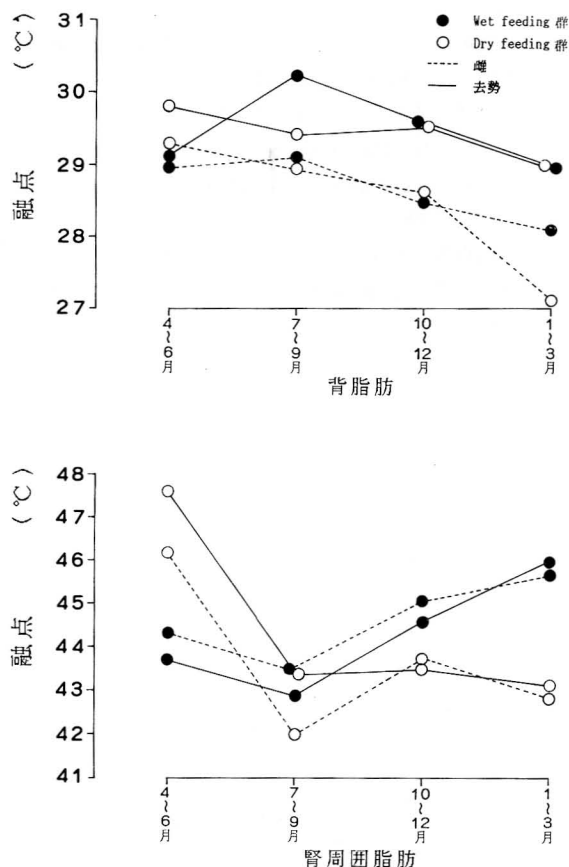 (℃)
融点
31
30
29
28
27
● Wet feeding 群
○ Dry feeding 群
----- 雌
—— 去勢
4~6月
7~9月
10~12月
1~3月
背脂肪
(℃)
融点
48
47
46
45
44
43
42
41
4~6月
7~9月
10~12月
1~3月
腎周囲脂肪